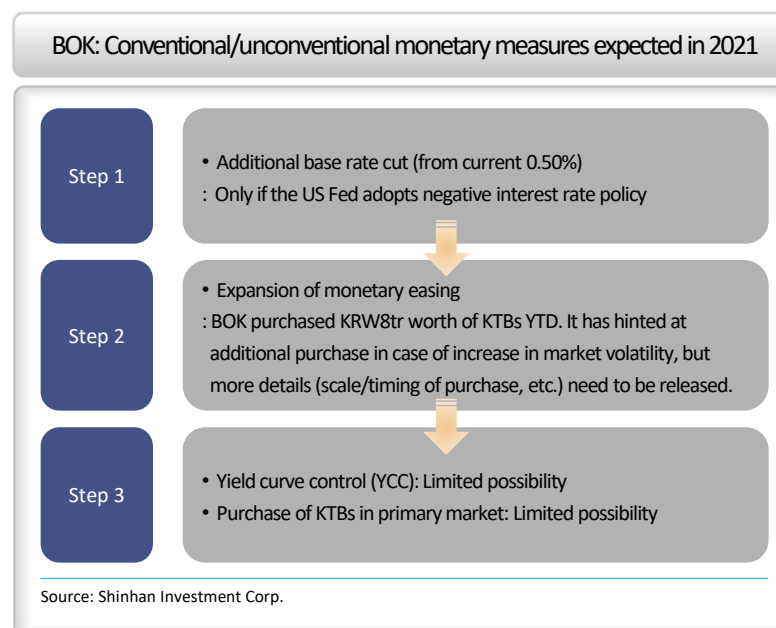 BOK: Conventional/unconventional monetary measures expected in 2021
Step 1
• Additional base rate cut (from current 0.50%)
: Only if the US Fed adopts negative interest rate policy
Step 2
• Expansion of monetary easing
: BOK purchased KRW8tr worth of KTBs YTD. It has hinted at
additional purchase in case of increase in market volatility, but
more details (scale/timing of purchase, etc.) need to be released.
Step 3
• Yield curve control (YCC): Limited possibility
• Purchase of KTBs in primary market: Limited possibility
Source: Shinhan Investment Corp.